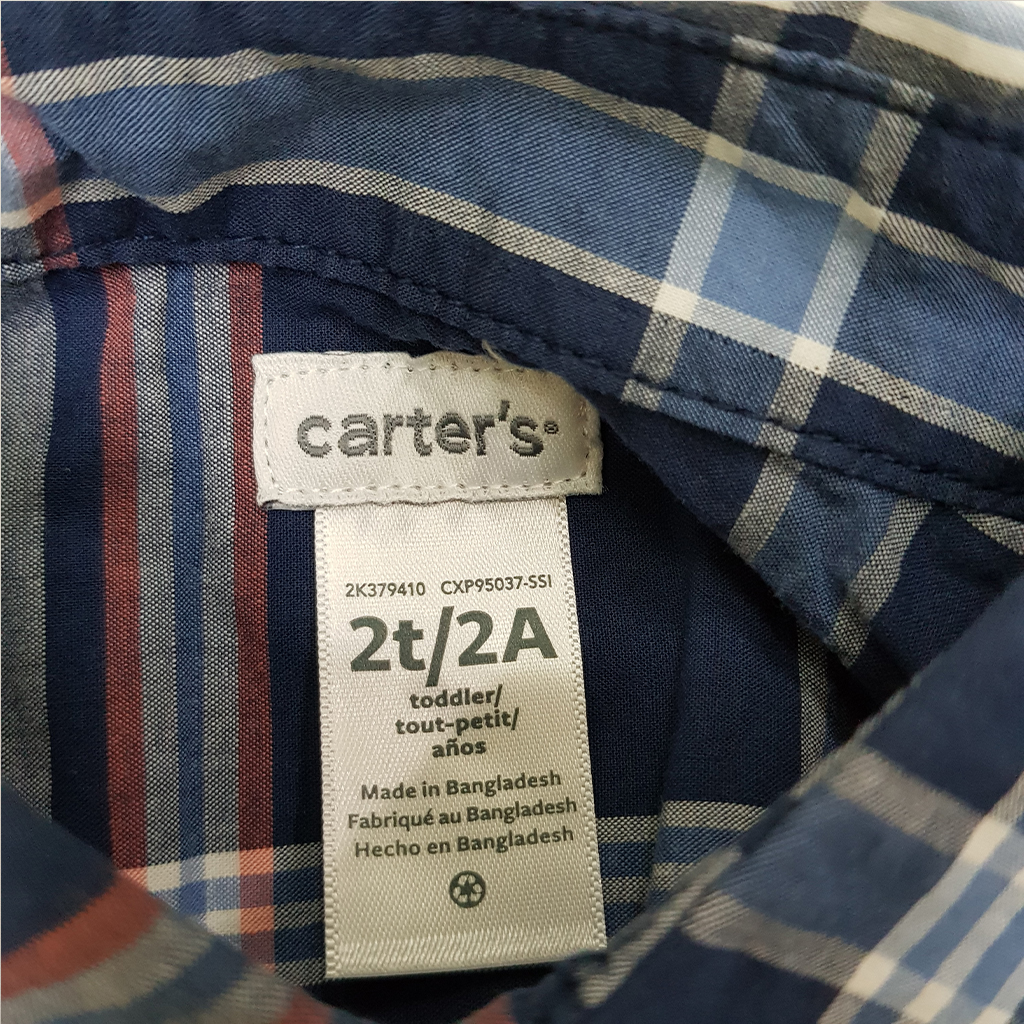 carter's®
2K379410 CXP95037-SSI
2t/2A
toddler/
tout-petit/
años
Made in Bangladesh
Fabriqué au Bangladesh
Hecho en Bangladesh